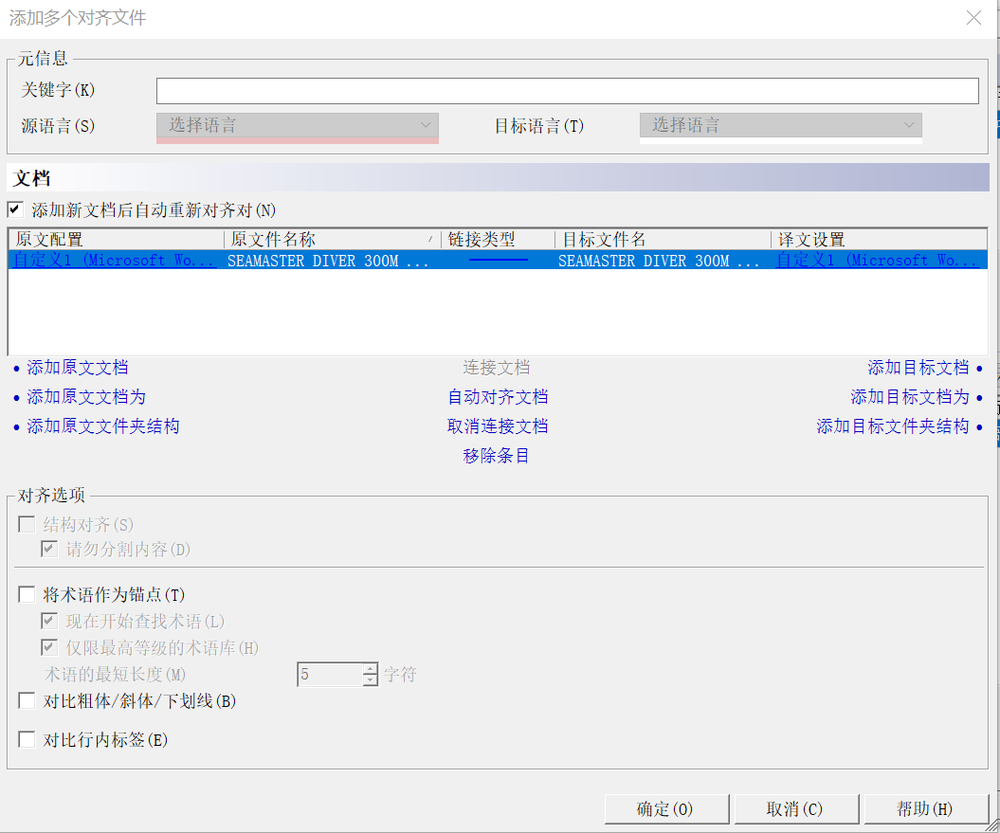 添加多个对齐文件
元信息
关键字(K)
源语言(S) 选择语言 目标语言(T) 选择语言
文档
添加新文档后自动重新对齐对(N)
原文配置 原文件名称 链接类型 目标文件名 译文设置
自定义1 (Microsoft Wo... SEAMASTER DIVER 300M ... SEAMASTER DIVER 300M ... 自定义1 (Microsoft Wo...
• 添加原文文档 连接文档 添加目标文档 •
• 添加原文文档为 自动对齐文档 添加目标文档为 •
• 添加原文文件夹结构 取消连接文档 添加目标文件夹结构 •
移除条目
对齐选项
结构对齐(S)
请勿分割内容(D)
将术语作为锚点(T)
现在开始查找术语(L)
仅限最高等级的术语库(H)
术语的最短长度(M) 5 字符
对比粗体/斜体/下划线(B)
对比行内标签(E)
确定(O) 取消(C) 帮助(H)